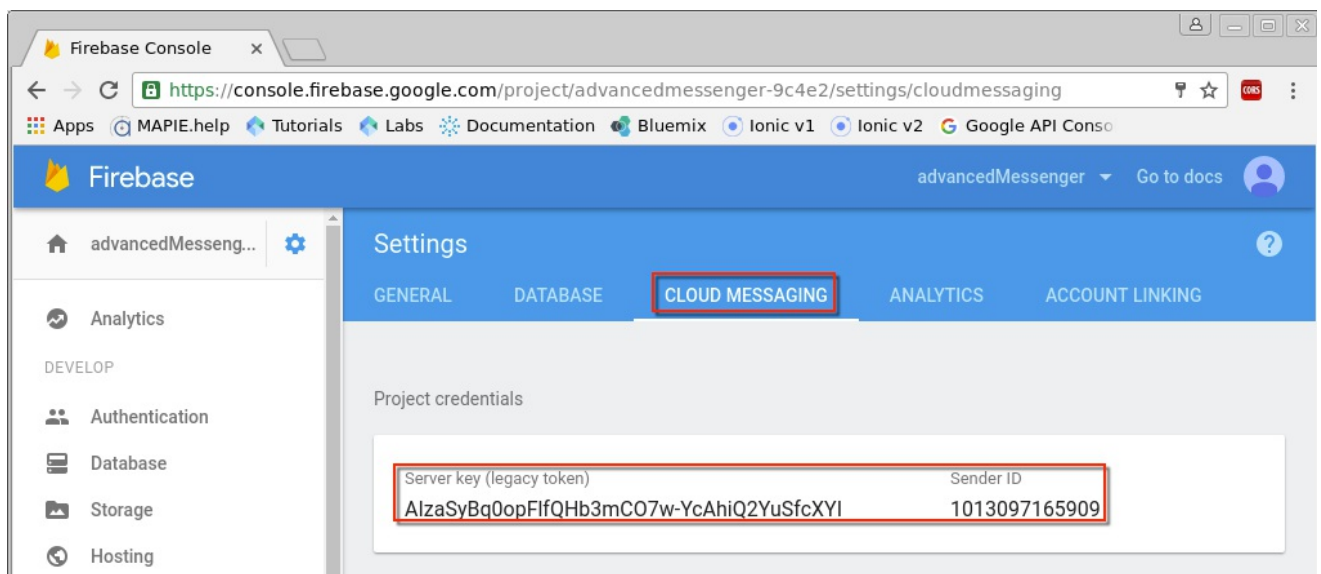 Firebase Console
https://console.firebase.google.com/project/advancedmessenger-9c4e2/settings/cloudmessaging
CORS
Apps MAPIE.help Tutorials Labs Documentation Bluemix Ionic v1 Ionic v2 Google API Conso
Firebase
advancedMessenger Go to docs
advancedMesseng...
Settings
GENERAL DATABASE CLOUD MESSAGING ANALYTICS ACCOUNT LINKING
Analytics
DEVELOP
Authentication
Database
Storage
Hosting
Project credentials
Server key (legacy token) Sender ID
AIzaSyBq0opFIfQHb3mCO7w-YcAhiQ2YuSfcXYI 1013097165909